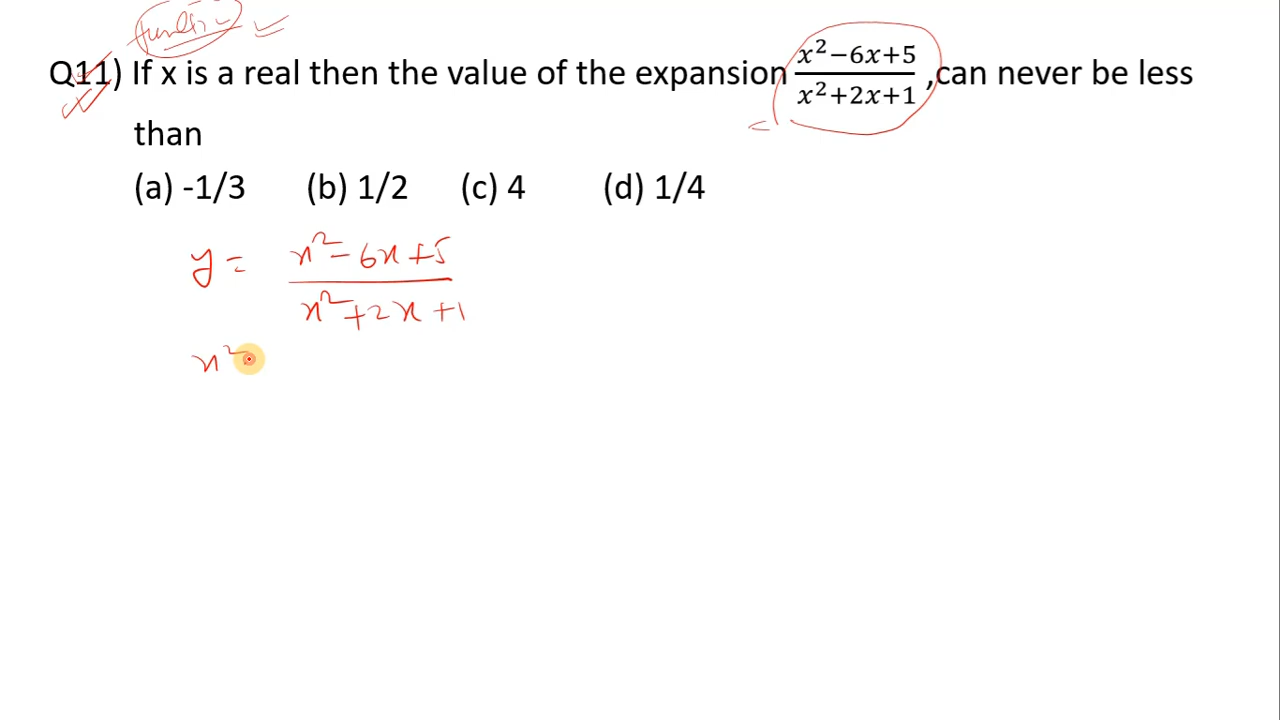 function
Q11) If x is a real then the value of the expansion (x²−6x+5)/(x²+2x+1) ,can never be less
than
(a) -1/3 (b) 1/2 (c) 4 (d) 1/4
y = (x²-6x+5)/(x²+2x+1)
x²